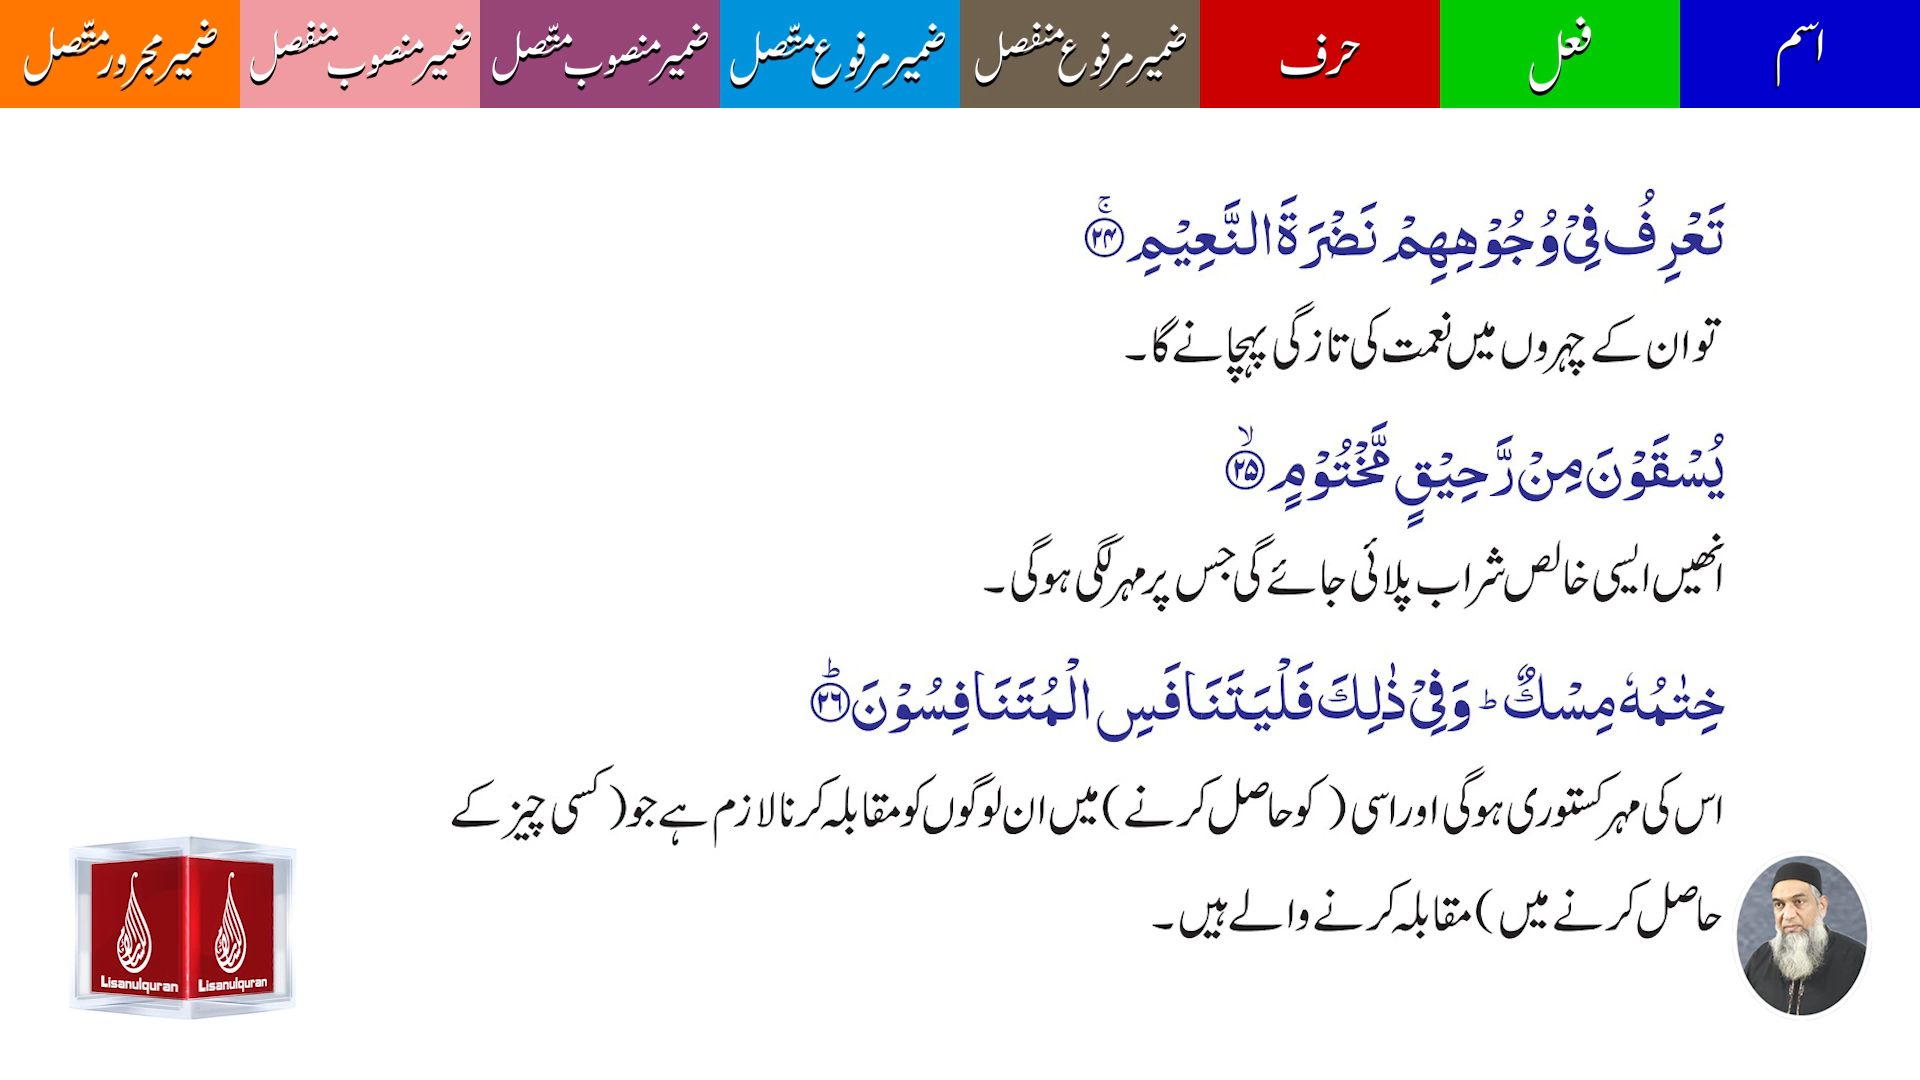 اسم فعل حرف ضمیر مرفوع منفصل ضمیر مرفوع متّصل ضمیر منصوب متّصل ضمیر منصوب منفصل ضمیر مجرور متّصل
تَعْرِفُ فِیْ وُجُوْهِهِمْ نَضْرَةَ النَّعِیْمِ ۚ﴿۲۴﴾
تو ان کے چہروں میں نعمت کی تازگی پہچانے گا۔
یُسْقَوْنَ مِنْ رَّحِیْقٍ مَّخْتُوْمٍ ۙ﴿۲۵﴾
انھیں ایسی خالص شراب پلائی جائے گی جس پر مہر لگی ہوگی۔
خِتٰمُهٗ مِسْكٌ ؕ وَفِیْ ذٰلِكَ فَلْیَتَنَافَسِ الْمُتَنَافِسُوْنَ ؕ﴿۲۶﴾
اس کی مہر کستوری ہوگی اور اسی (کو حاصل کرنے) میں ان لوگوں کو مقابلہ کرنا لازم ہے جو (کسی چیز کے
حاصل کرنے میں) مقابلہ کرنے والے ہیں۔
Lisanulquran Lisanulquran